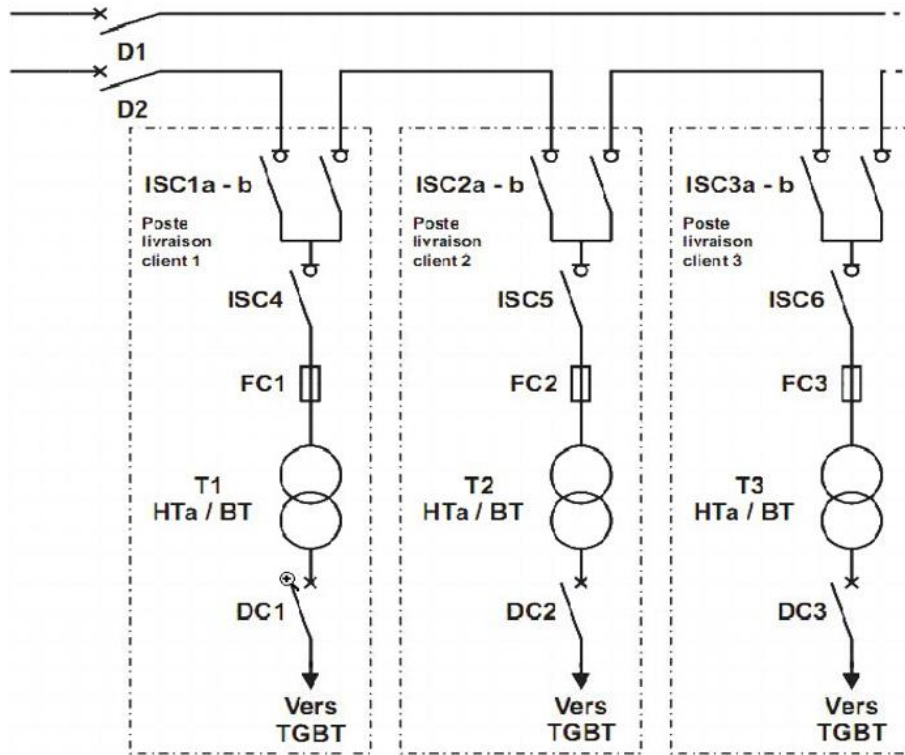 D1
D2
ISC1a - b
Poste
livraison
client 1
ISC4
FC1
T1
HTa / BT
DC1
Vers
TGBT
ISC2a - b
Poste
livraison
client 2
ISC5
FC2
T2
HTa / BT
DC2
Vers
TGBT
ISC3a - b
Poste
livraison
client 3
ISC6
FC3
T3
HTa / BT
DC3
Vers
TGBT